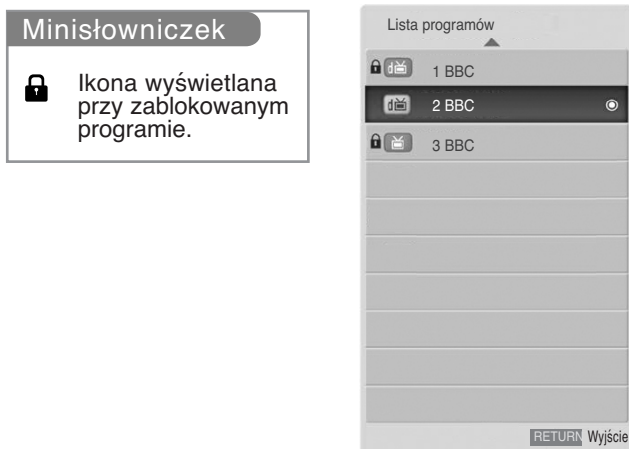 Minisłowniczek
Ikona wyświetlana
przy zablokowanym
programie.
Lista programów
1 BBC
2 BBC
3 BBC
RETURN Wyjście